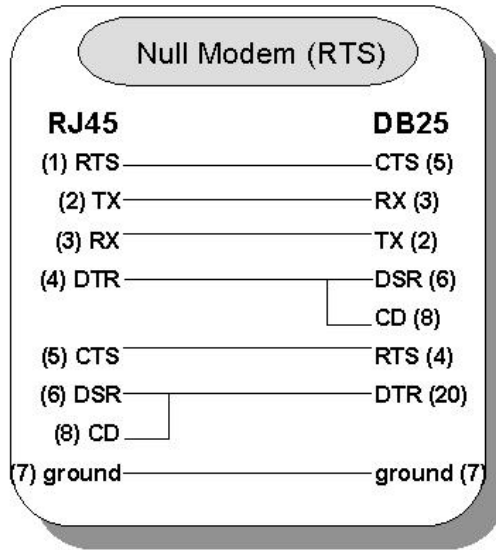 Null Modem (RTS)
RJ45 DB25
(1) RTS CTS (5)
(2) TX RX (3)
(3) RX TX (2)
(4) DTR DSR (6)
CD (8)
(5) CTS RTS (4)
(6) DSR DTR (20)
(8) CD
(7) ground ground (7)